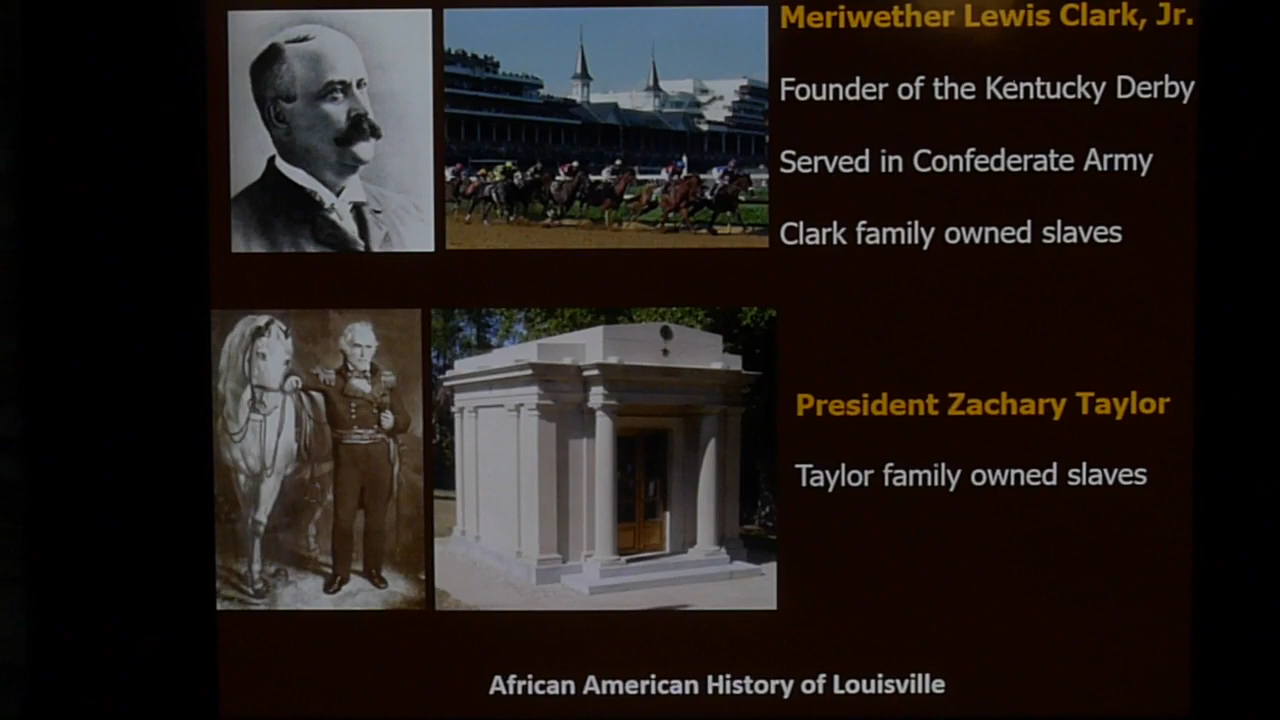 Meriwether Lewis Clark, Jr.
Founder of the Kentucky Derby
Served in Confederate Army
Clark family owned slaves
President Zachary Taylor
Taylor family owned slaves
African American History of Louisville